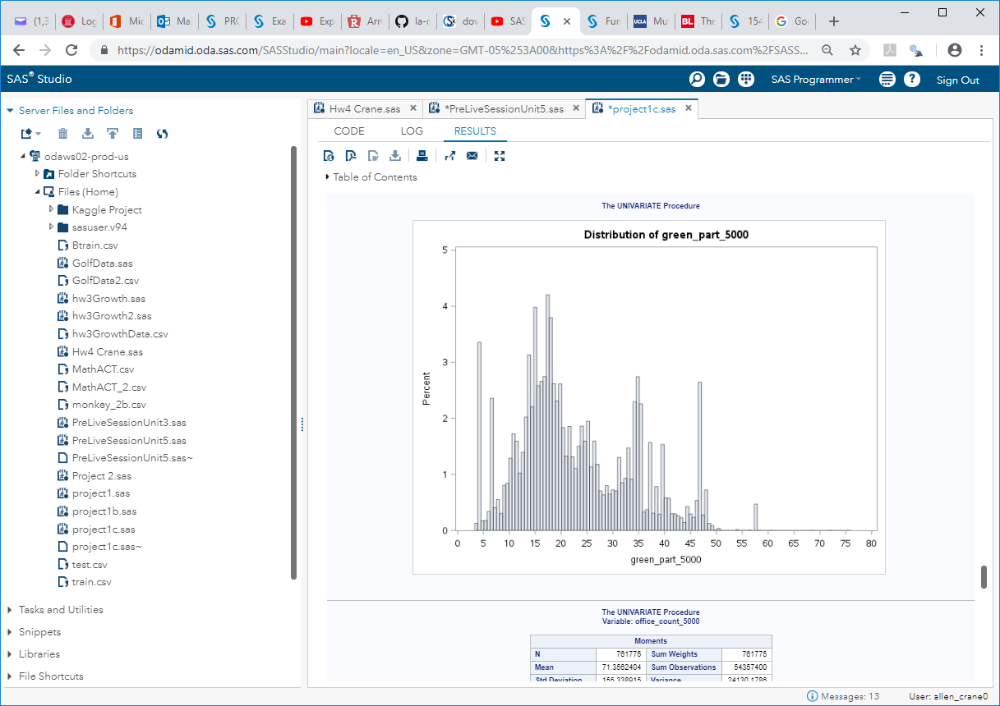 (1,3 Log Mic Ma PR( Exa Exp Arr la-r dov SAS Fur Mu The 154 Go
https://odamid.oda.sas.com/SASStudio/main?locale=en_US&zone=GMT-05%253A00&https%3A%2F%2Fodamid.oda.sas.com%2FSASS...
SAS® Studio
SAS Programmer
Sign Out
Server Files and Folders
odaws02-prod-us
Folder Shortcuts
Files (Home)
Kaggle Project
sasuser.v94
Btrain.csv
GolfData.sas
GolfData2.csv
hw3Growth.sas
hw3Growth2.sas
hw3GrowthData.csv
Hw4 Crane.sas
MathACT.csv
MathACT_2.csv
monkey_2b.csv
PreLiveSessionUnit3.sas
PreLiveSessionUnit5.sas
PreLiveSessionUnit5.sas~
Project 2.sas
project1.sas
project1b.sas
project1c.sas
project1c.sas~
test.csv
train.csv
Tasks and Utilities
Snippets
Libraries
File Shortcuts
Hw4 Crane.sas *PreLiveSessionUnit5.sas *project1c.sas
CODE LOG RESULTS
Table of Contents
The UNIVARIATE Procedure
Distribution of green_part_5000
5
4
3
2
1
0
Percent
0 5 10 15 20 25 30 35 40 45 50 55 60 65 70 75 80
green_part_5000
The UNIVARIATE Procedure
Variable: office_count_5000
Moments
N 761775 Sum Weights 761775
Mean 71.3562404 Sum Observations 54357400
Std Deviation 155.338915 Variance 24130.1786
Messages: 13
User: allen_crane0